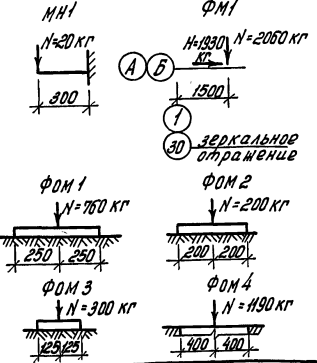 МН1
N=20 кг
300
ФМ1
H=1930 кг
N=2060 кг
А Б
1500
1
30
зеркальное
отражение
ФОМ 1
N=760 кг
250 250
ФОМ 2
N=200 кг
200 200
ФОМ 3
N=300 кг
125 125
ФОМ 4
N=1190 кг
400 400